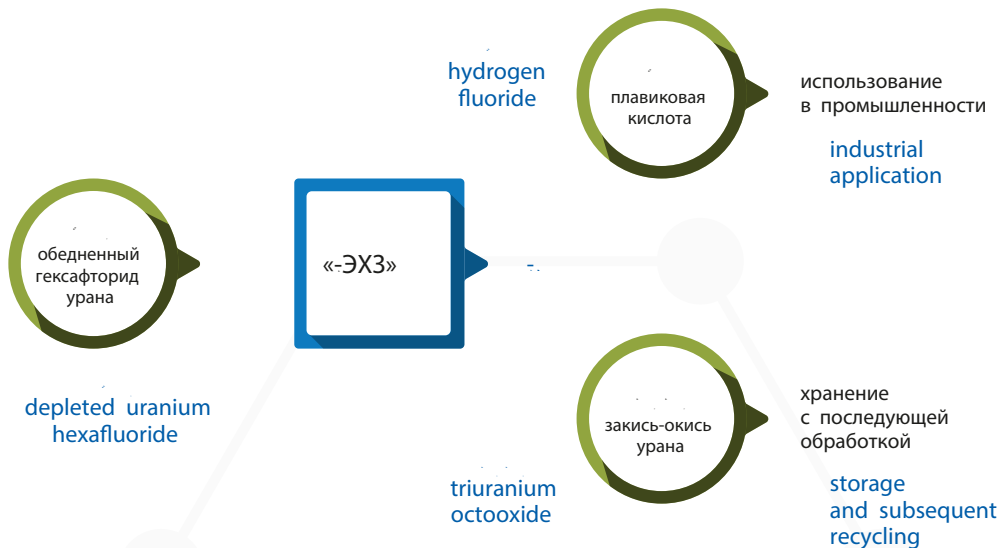 hydrogen
fluoride
плавиковая
кислота
использование
в промышленности
industrial
application
обедненный
гексафторид
урана
«-ЭХЗ»
-.
depleted uranium
hexafluoride
закись-окись
урана
хранение
с последующей
обработкой
triuranium
octooxide
storage
and subsequent
recycling